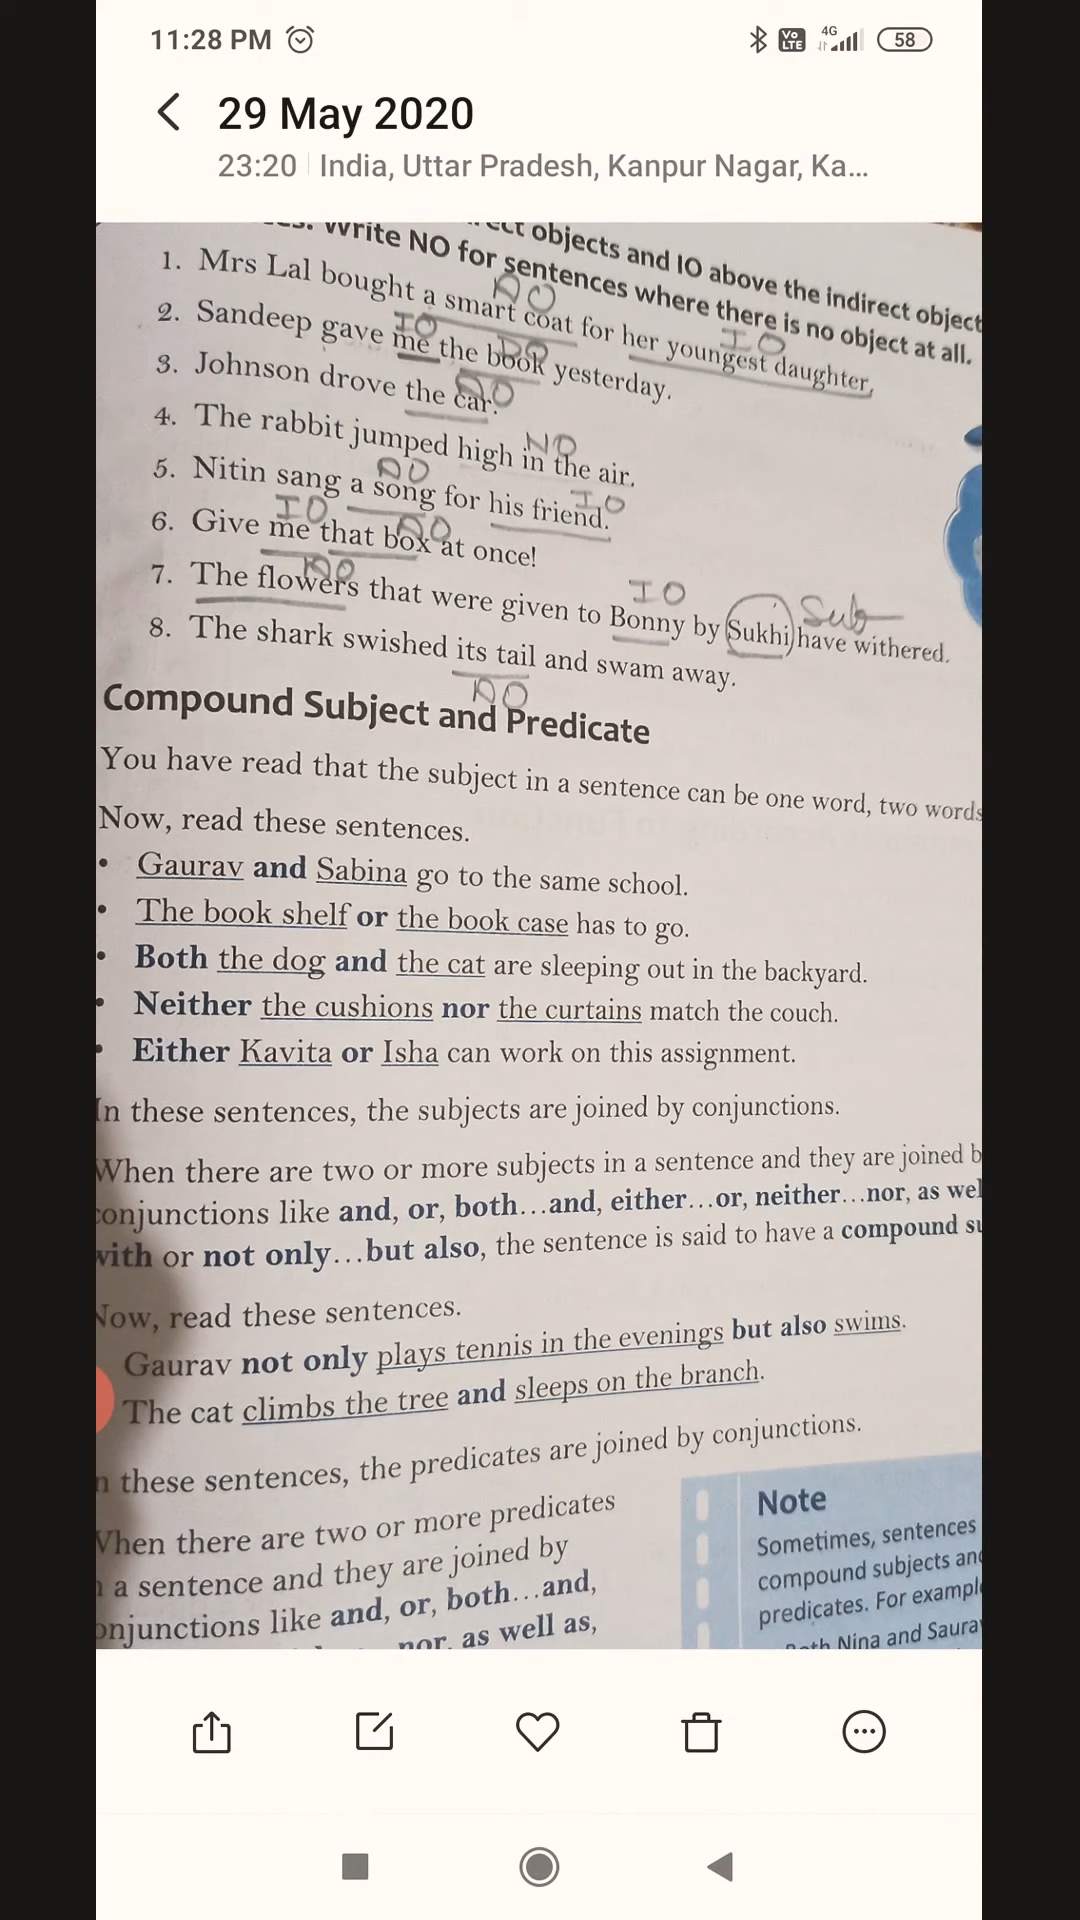 11:28 PM
Vo LTE 4G 58
29 May 2020
23:20 India, Uttar Pradesh, Kanpur Nagar, Ka...
objects and IO above the indirect object
Write NO for sentences where there is no object at all.
DO
1. Mrs Lal bought a smart coat for her youngest daughter.
IO DO IO
2. Sandeep gave me the book yesterday.
DO
3. Johnson drove the car.
NO
4. The rabbit jumped high in the air.
DO IO
5. Nitin sang a song for his friend.
IO DO
6. Give me that box at once!
DO IO Sub
7. The flowers that were given to Bonny by Sukhi have withered.
8. The shark swished its tail and swam away.
DO
Compound Subject and Predicate
You have read that the subject in a sentence can be one word, two words
Now, read these sentences.
• Gaurav and Sabina go to the same school.
• The book shelf or the book case has to go.
• Both the dog and the cat are sleeping out in the backyard.
• Neither the cushions nor the curtains match the couch.
• Either Kavita or Isha can work on this assignment.
In these sentences, the subjects are joined by conjunctions.
When there are two or more subjects in a sentence and they are joined b
conjunctions like and, or, both...and, either...or, neither...nor, as wel
with or not only...but also, the sentence is said to have a compound su
Now, read these sentences.
Gaurav not only plays tennis in the evenings but also swims.
The cat climbs the tree and sleeps on the branch.
n these sentences, the predicates are joined by conjunctions.
When there are two or more predicates
a sentence and they are joined by
onjunctions like and, or, both...and,
nor, as well as,
Note
Sometimes, sentences
compound subjects and
predicates. For example
Both Nina and Saura